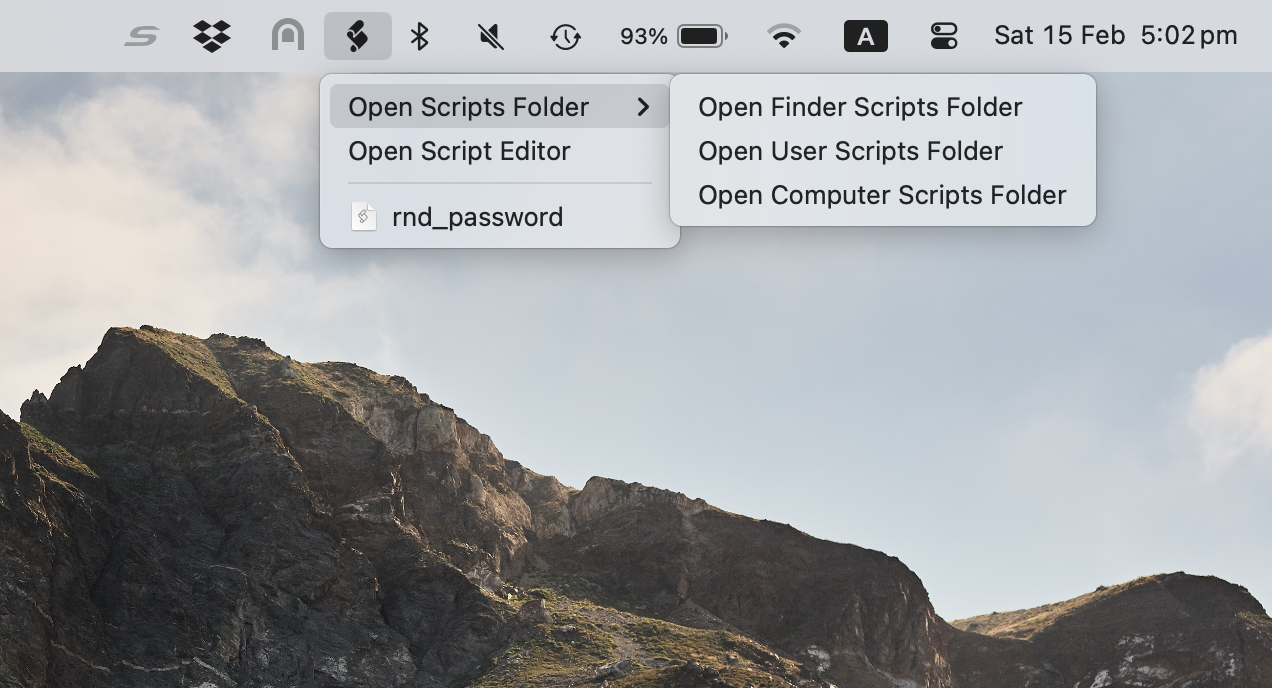 93% A Sat 15 Feb 5:02 pm
Open Scripts Folder
Open Script Editor
rnd_password
Open Finder Scripts Folder
Open User Scripts Folder
Open Computer Scripts Folder